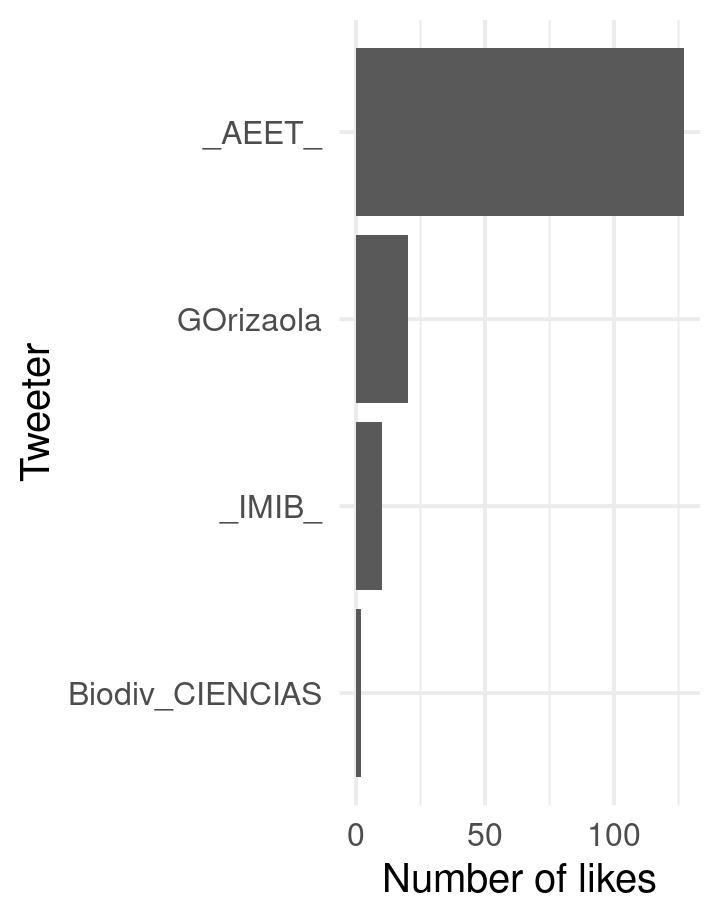 _AEET_
GOrizaola
_IMIB_
Biodiv_CIENCIAS
Tweeter
0 50 100
Number of likes